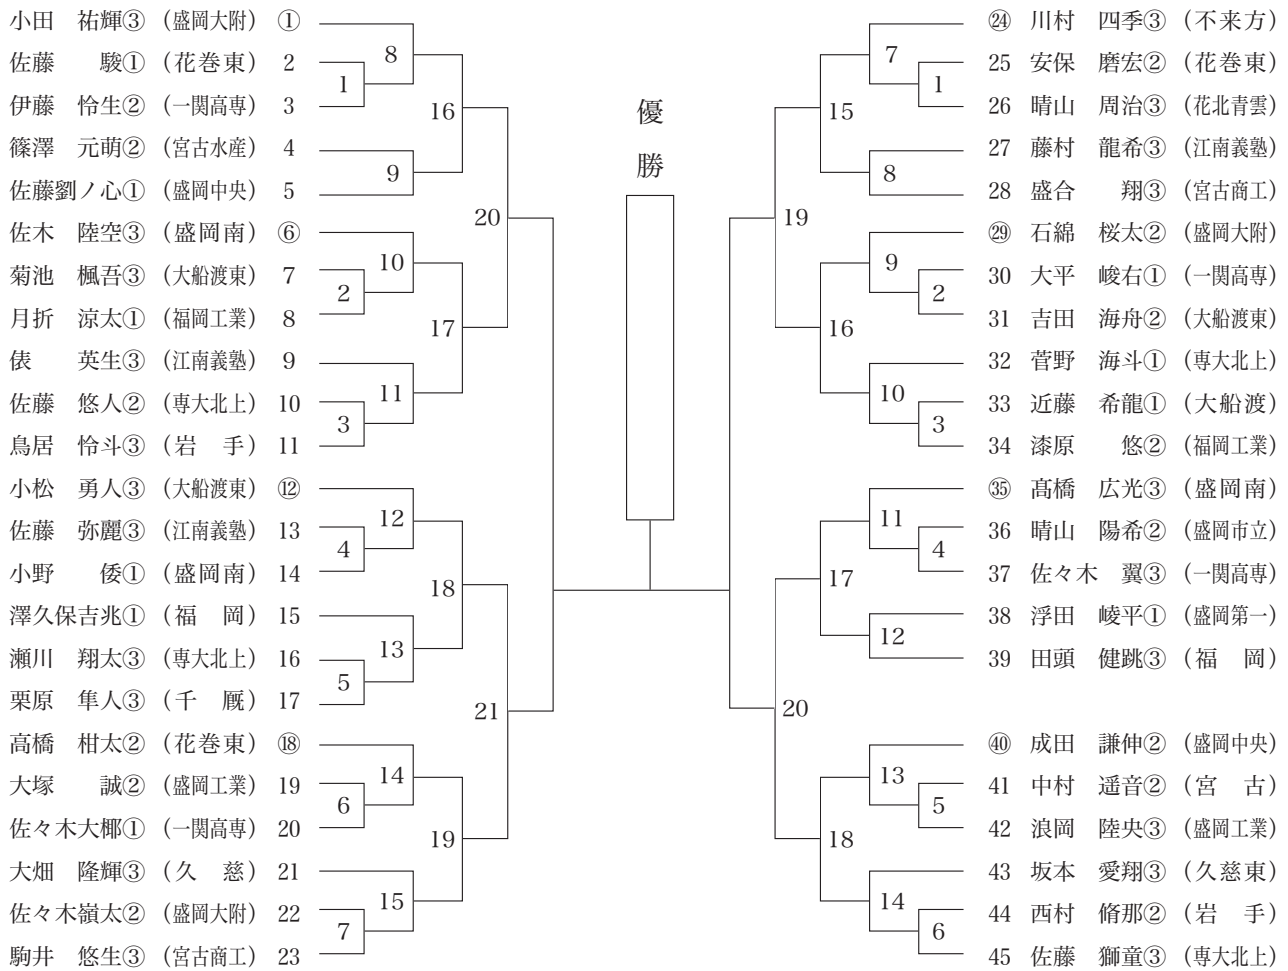 小田　祐輝③（盛岡大附）①
佐藤　　駿①（花巻東）2
伊藤　怜生②（一関高専）3
篠澤　元萌②（宮古水産）4
佐藤劉ノ心①（盛岡中央）5
佐木　陸空③（盛岡南）⑥
菊池　楓吾③（大船渡東）7
月折　涼太①（福岡工業）8
俵　　英生③（江南義塾）9
佐藤　悠人②（専大北上）10
鳥居　怜斗③（岩　手）11
小松　勇人③（大船渡東）⑫
佐藤　弥麗③（江南義塾）13
小野　　倭①（盛岡南）14
澤久保吉兆①（福　岡）15
瀬川　翔太③（専大北上）16
栗原　隼人③（千　厩）17
高橋　柑太②（花巻東）⑱
大塚　　誠②（盛岡工業）19
佐々木大椰①（一関高専）20
大畑　隆輝③（久　慈）21
佐々木嶺太②（盛岡大附）22
駒井　悠生③（宮古商工）23
1
2
3
4
5
6
7
8
9
10
11
12
13
14
15
16
17
18
19
20
21
優
勝
19
20
15
16
17
18
7
8
9
10
11
12
13
14
1
2
3
4
5
6
㉔　川村　四季③（不来方）
25　安保　磨宏②（花巻東）
26　晴山　周治③（花北青雲）
27　藤村　龍希③（江南義塾）
28　盛合　　翔③（宮古商工）
㉙　石綿　桜太②（盛岡大附）
30　大平　峻右①（一関高専）
31　吉田　海舟②（大船渡東）
32　菅野　海斗①（専大北上）
33　近藤　希龍①（大船渡）
34　漆原　　悠②（福岡工業）
㉟　髙橋　広光③（盛岡南）
36　晴山　陽希②（盛岡市立）
37　佐々木　翼③（一関高専）
38　浮田　崚平①（盛岡第一）
39　田頭　健跳③（福　岡）
㊵　成田　謙伸②（盛岡中央）
41　中村　遥音②（宮　古）
42　浪岡　陸央③（盛岡工業）
43　坂本　愛翔③（久慈東）
44　西村　脩那②（岩　手）
45　佐藤　獅童③（専大北上）